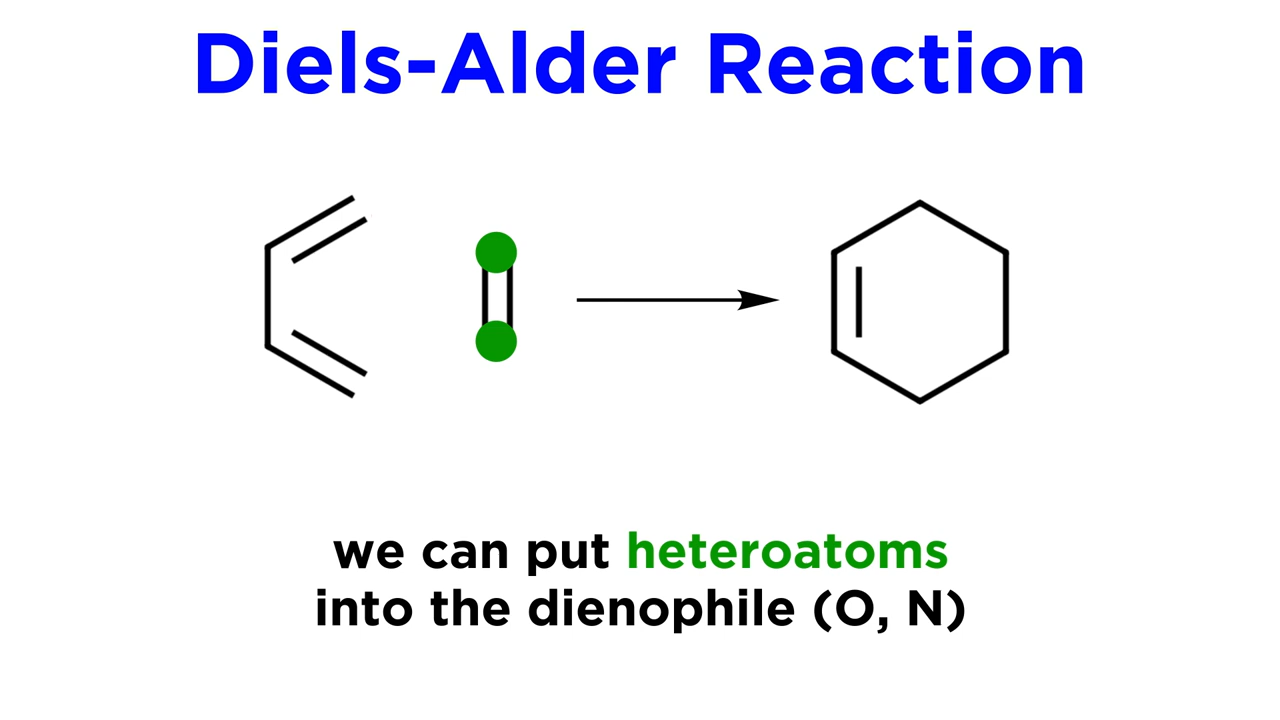 Diels-Alder Reaction
we can put heteroatoms
into the dienophile (O, N)